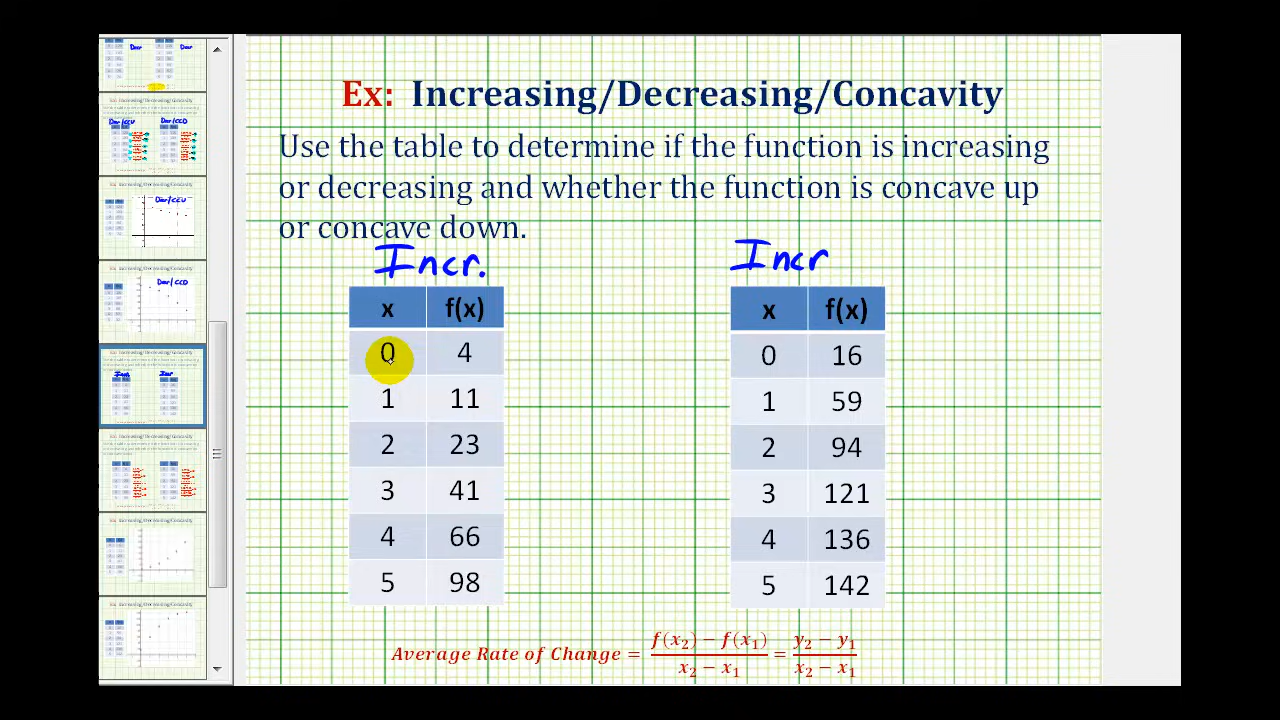 Ex: Increasing/Decreasing/Concavity
Use the table to determine if the function is increasing
or decreasing and whether the function is concave up
or concave down.
Incr.
x f(x)
0 4
1 11
2 23
3 41
4 66
5 98
Incr
x f(x)
0 16
1 59
2 94
3 121
4 136
5 142
Average Rate of Change = f(x₂) − f(x₁) / x₂ − x₁ = y₂ − y₁ / x₂ − x₁